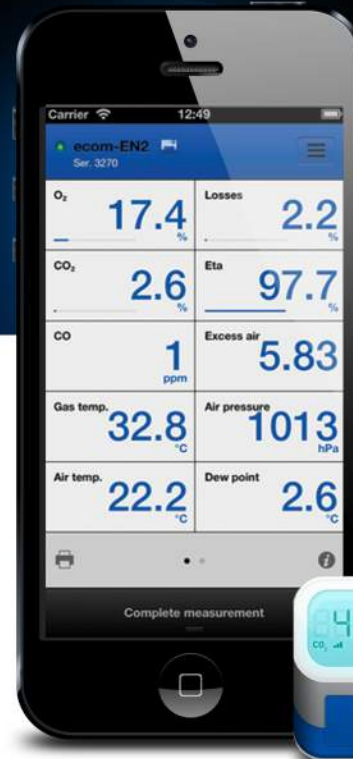 Carrier 12:49
ecom-EN2
Ser. 3270
O₂ 17.4 %
Losses 2.2 %
CO₂ 2.6 %
Eta 97.7 %
CO 1 ppm
Excess air 5.83
Gas temp. 32.8 °C
Air pressure 1013 hPa
Air temp. 22.2 °C
Dew point 2.6 °C
i
Complete measurement
4
CO₂